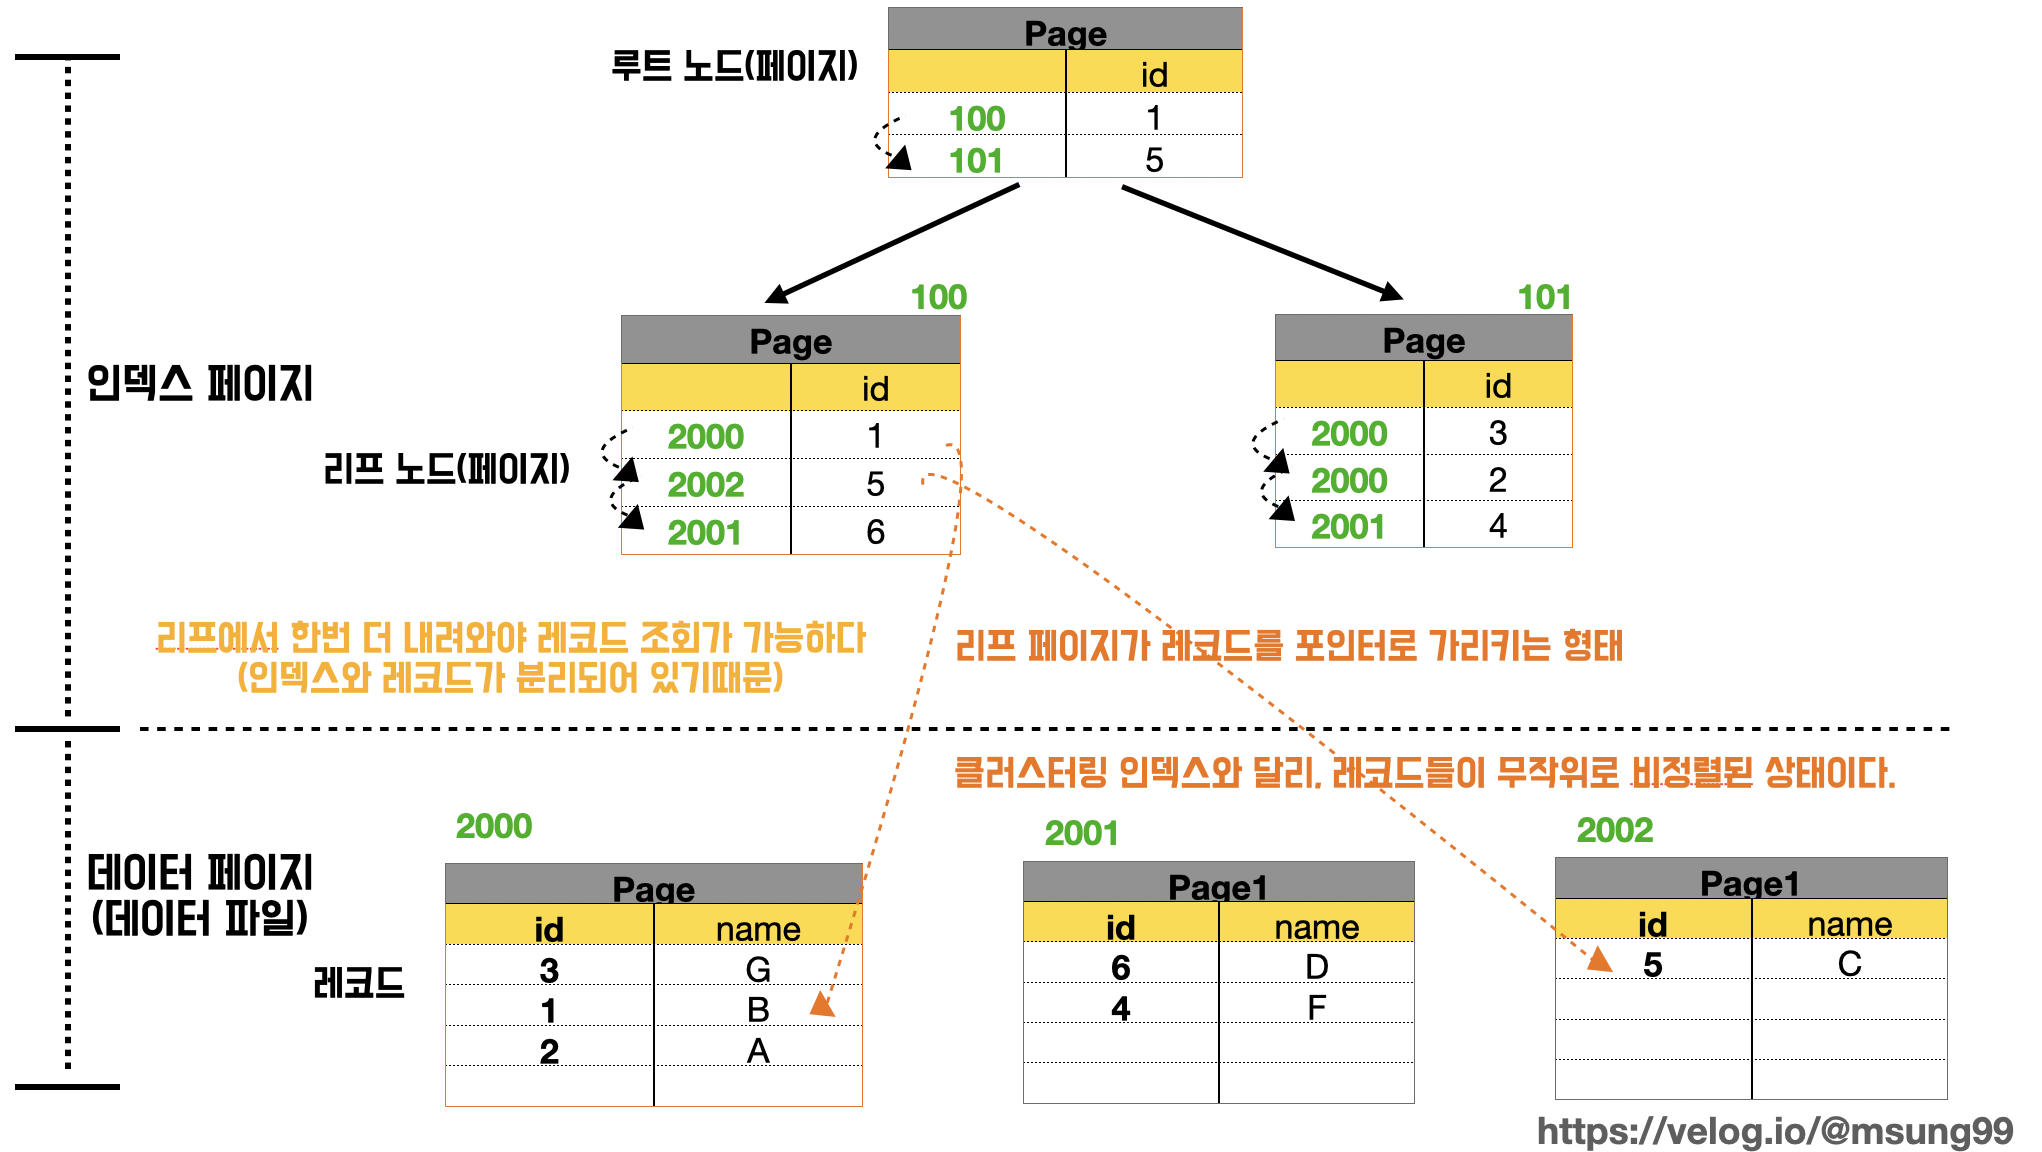 Page
루트 노드(페이지)
id
100 1
101 5
100
101
Page
id
2000 1
2002 5
2001 6
Page
id
2000 3
2000 2
2001 4
인덱스 페이지
리프 노드(페이지)
리프에서 한번 더 내려와야 레코드 조회가 가능하다
(인덱스와 레코드가 분리되어 있기때문)
리프 페이지가 레코드를 포인터로 가리키는 형태
클러스터링 인덱스와 달리, 레코드들이 무작위로 비정렬된 상태이다.
데이터 페이지
(데이터 파일)
레코드
2000
Page
id name
3 G
1 B
2 A
2001
Page1
id name
6 D
4 F
2002
Page1
id name
5 C
https://velog.io/@msung99